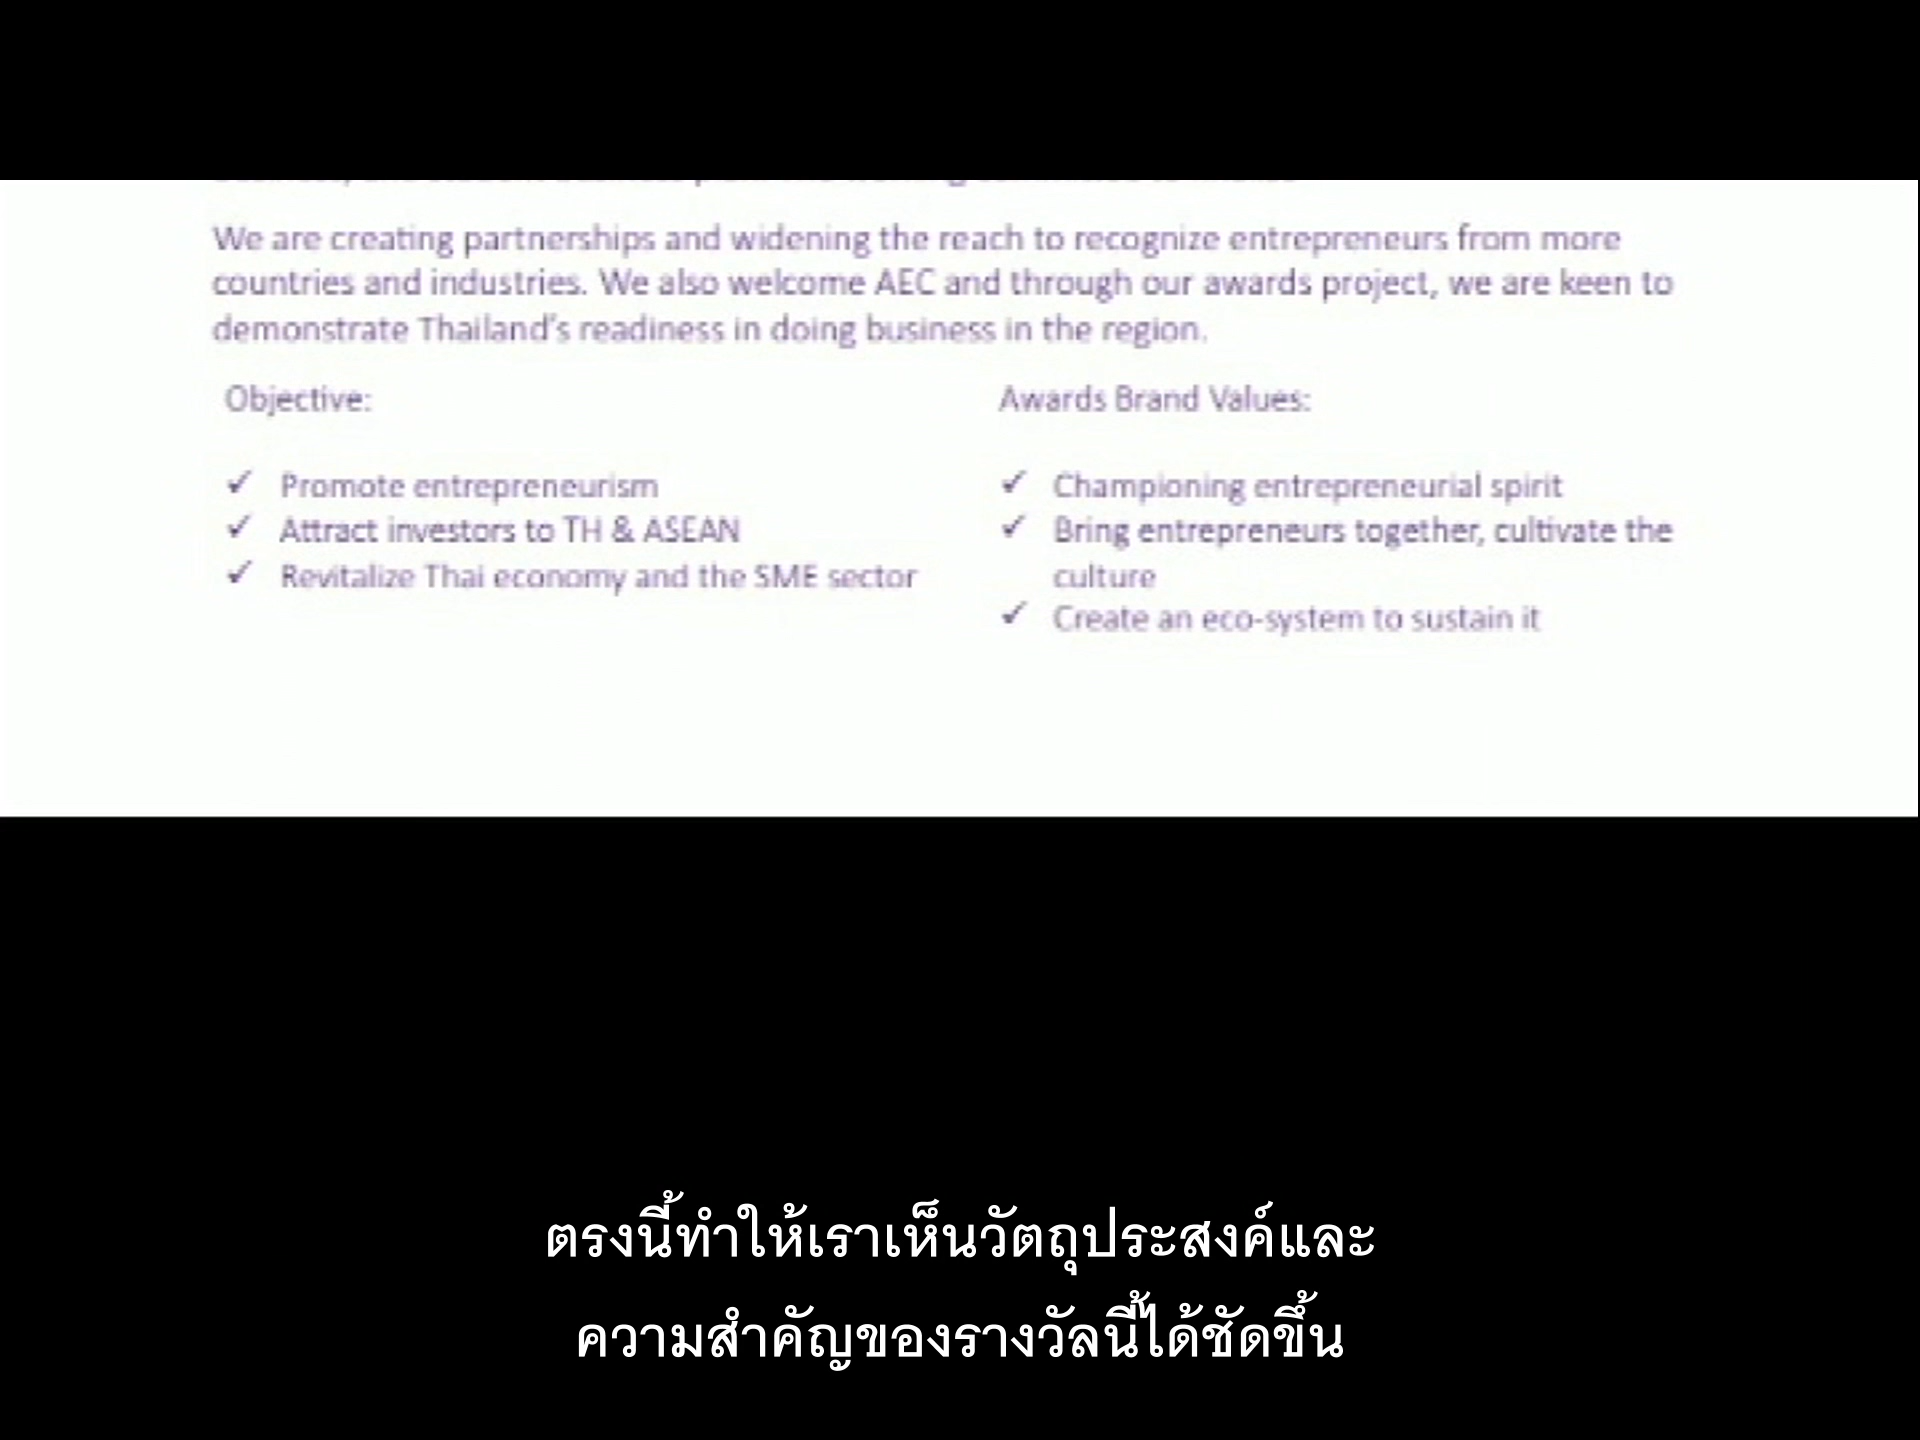 We are creating partnerships and widening the reach to recognize entrepreneurs from more
countries and industries. We also welcome AEC and through our awards project, we are keen to
demonstrate Thailand's readiness in doing business in the region.
Objective:
✓ Promote entrepreneurism
✓ Attract investors to TH & ASEAN
✓ Revitalize Thai economy and the SME sector
Awards Brand Values:
✓ Championing entrepreneurial spirit
✓ Bring entrepreneurs together, cultivate the
culture
✓ Create an eco-system to sustain it
ตรงนี้ทำให้เราเห็นวัตถุประสงค์และ
ความสำคัญของรางวัลนี้ได้ชัดขึ้น